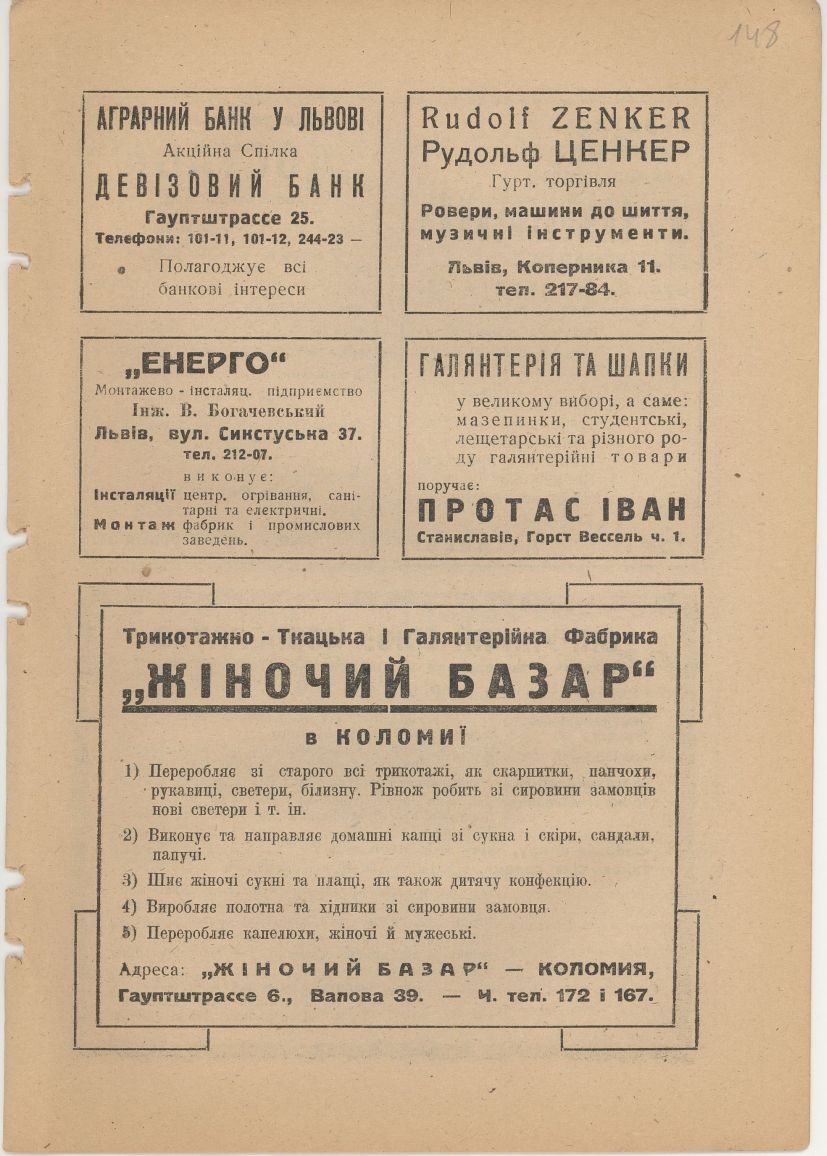 148
АГРАРНИЙ БАНК У ЛЬВОВІ
Акційна Спілка
ДЕВІЗОВИЙ БАНК
Гауптштрассе 25.
Телефони: 101-11, 101-12, 244-23 —
Полагоджує всі
банкові інтереси
Rudolf ZENKER
Рудольф ЦЕНКЕР
Гурт. торгівля
Ровери, машини до шиття,
музичні інструменти.
Львів, Коперника 11.
тел. 217-84.
„ЕНЕРГО“
Монтажево - інсталяц. підприємство
Інж. В. Богачевський
Львів, вул. Сикстуська 37.
тел. 212-07.
виконує:
Інсталяції центр. огрівання, сані-
тарні та електричні.
Монтаж фабрик і промислових
заведень.
ГАЛЯНТЕРІЯ ТА ШАПКИ
у великому виборі, а саме:
мазепинки, студентські,
лещетарські та різного ро-
ду галянтерійні товари
поручає:
ПРОТАС ІВАН
Станиславів, Горст Вессель ч. 1.
Трикотажно - Ткацька і Галянтерійна Фабрика
„ЖІНОЧИЙ БАЗАР“
в КОЛОМИЇ
1) Переробляє зі старого всі трикотажі, як скарпитки, панчохи,
рукавиці, светери, білизну. Рівнож робить зі сировини замовців
нові светери і т. ін.
2) Виконує та направляє домашні капці зі сукна і скіри, сандали,
папучі.
3) Шиє жіночі сукні та плащі, як також дитячу конфекцію.
4) Виробляє полотна та хідники зі сировини замовця.
5) Переробляє капелюхи, жіночі й мужеські.
Адреса: „ЖІНОЧИЙ БАЗАР“ — КОЛОМИЯ,
Гауптштрассе 6., Валова 39. — Ч. тел. 172 і 167.